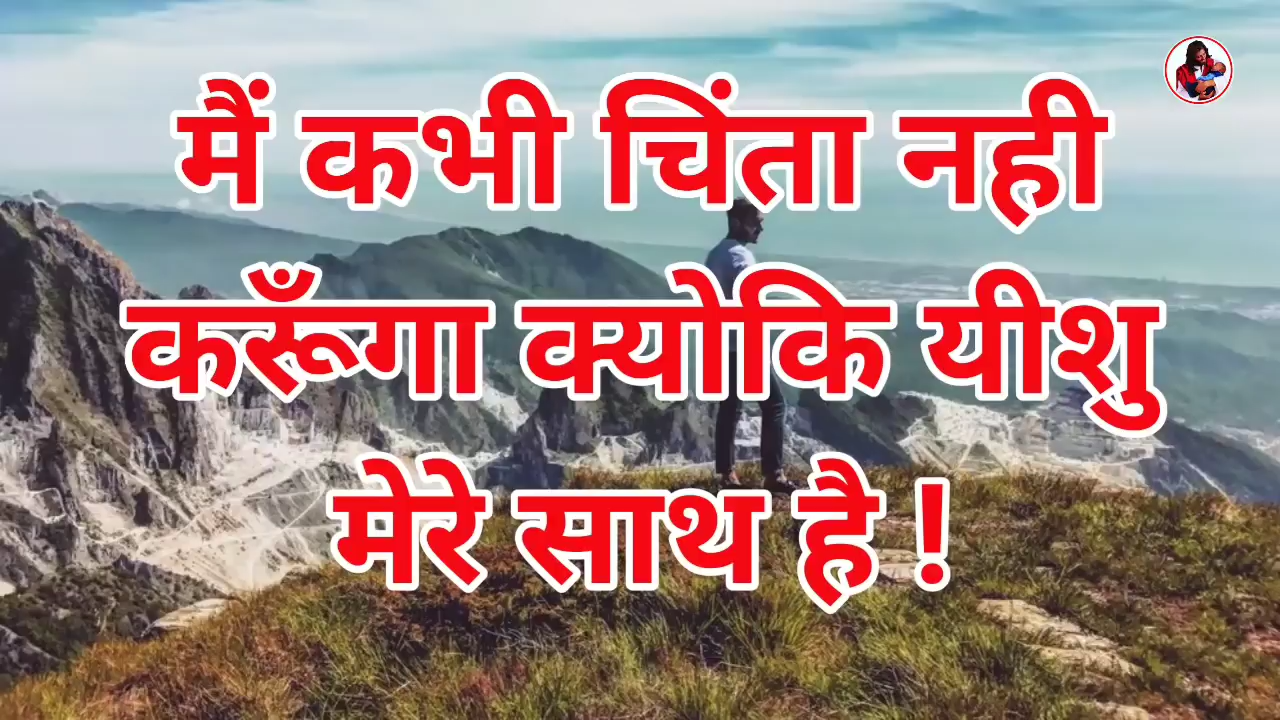 मैं कभी चिंता नही
करूँगा क्योकि यीशु
मेरे साथ है !